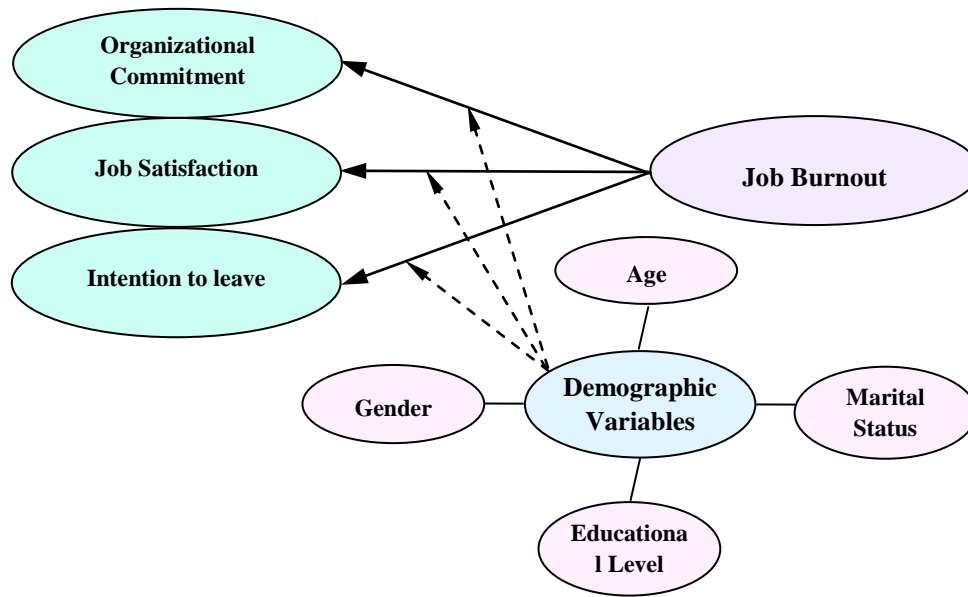 Organizational
Commitment
Job Satisfaction
Job Burnout
Intention to leave
Age
Gender
Demographic
Variables
Marital
Status
Educationa
l Level